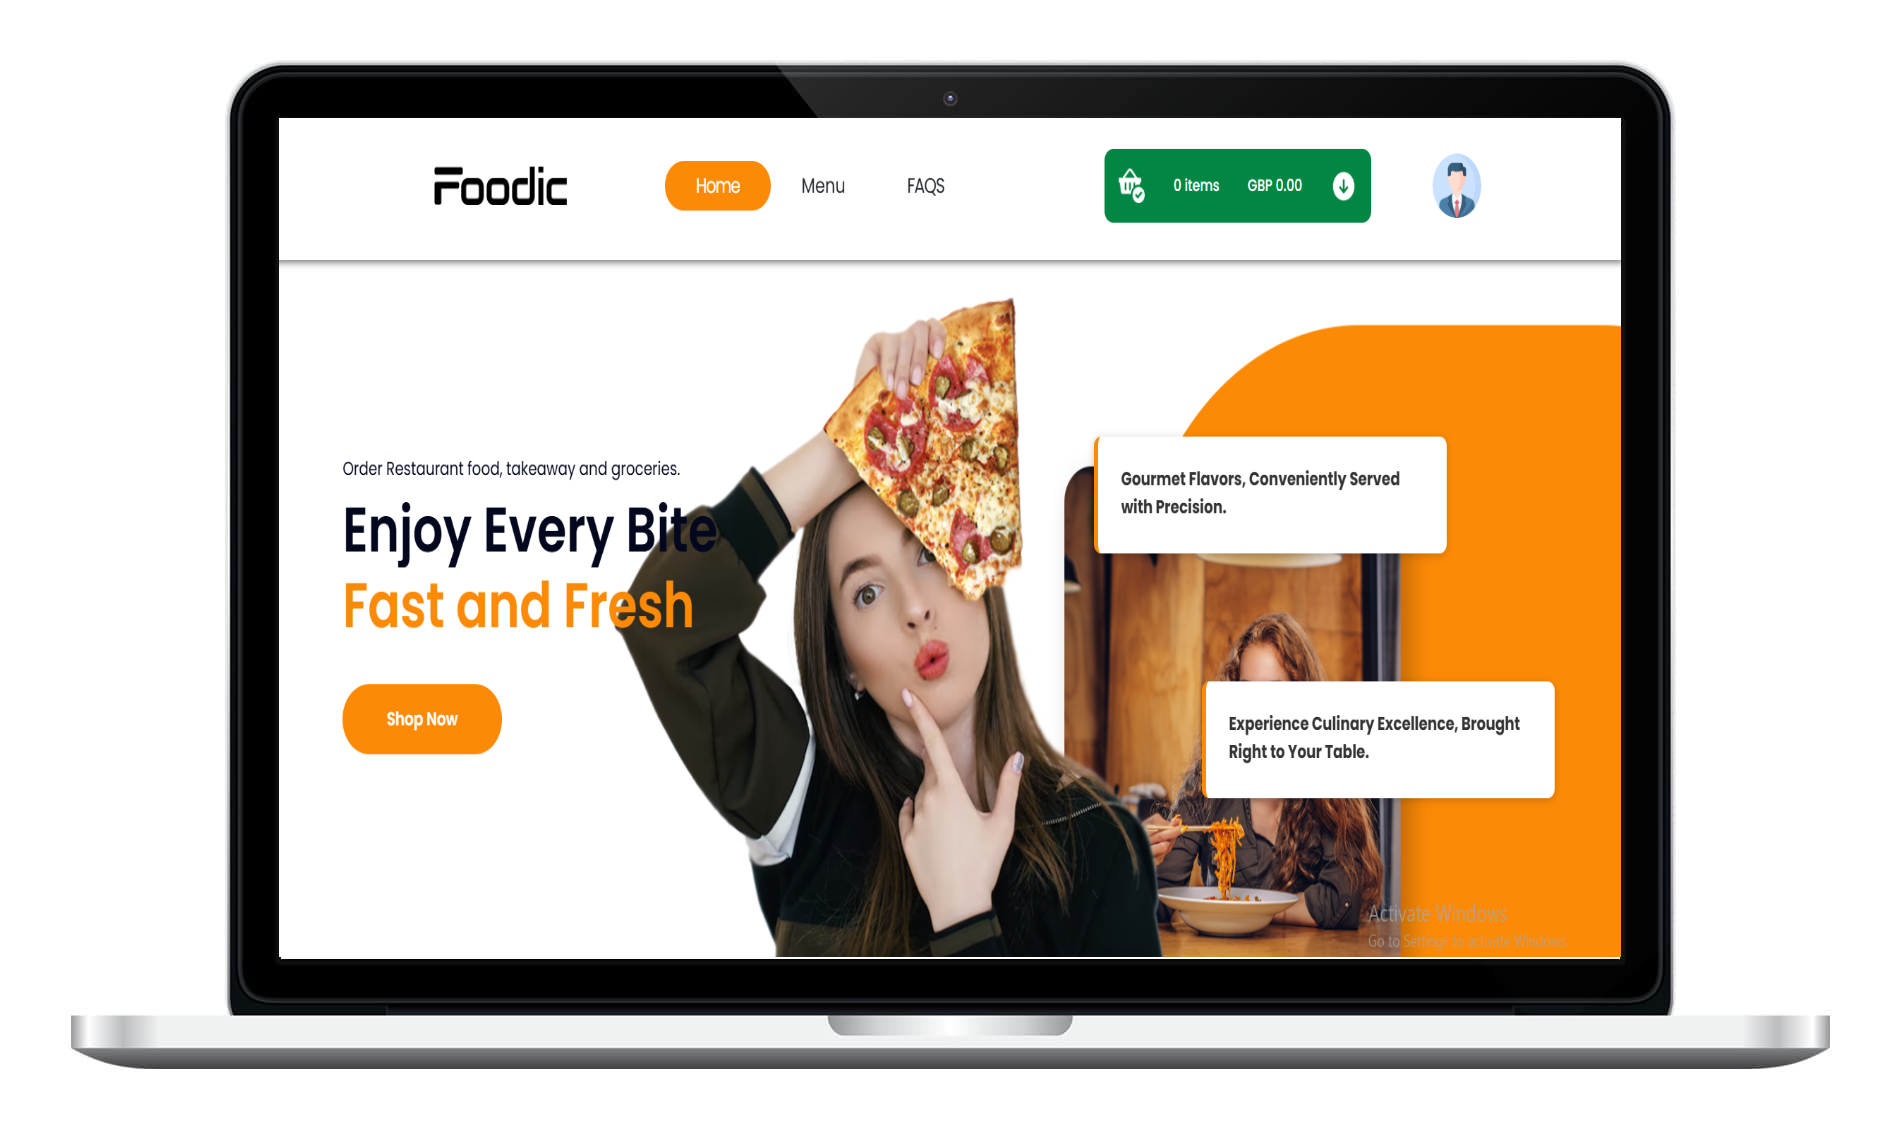 Foodic
Home
Menu
FAQS
0 items
GBP 0.00
Order Restaurant food, takeaway and groceries.
Enjoy Every Bite
Fast and Fresh
Shop Now
Gourmet Flavors, Conveniently Served
with Precision.
Experience Culinary Excellence, Brought
Right to Your Table.
Activate Windows
Go to Settings to activate Windows.